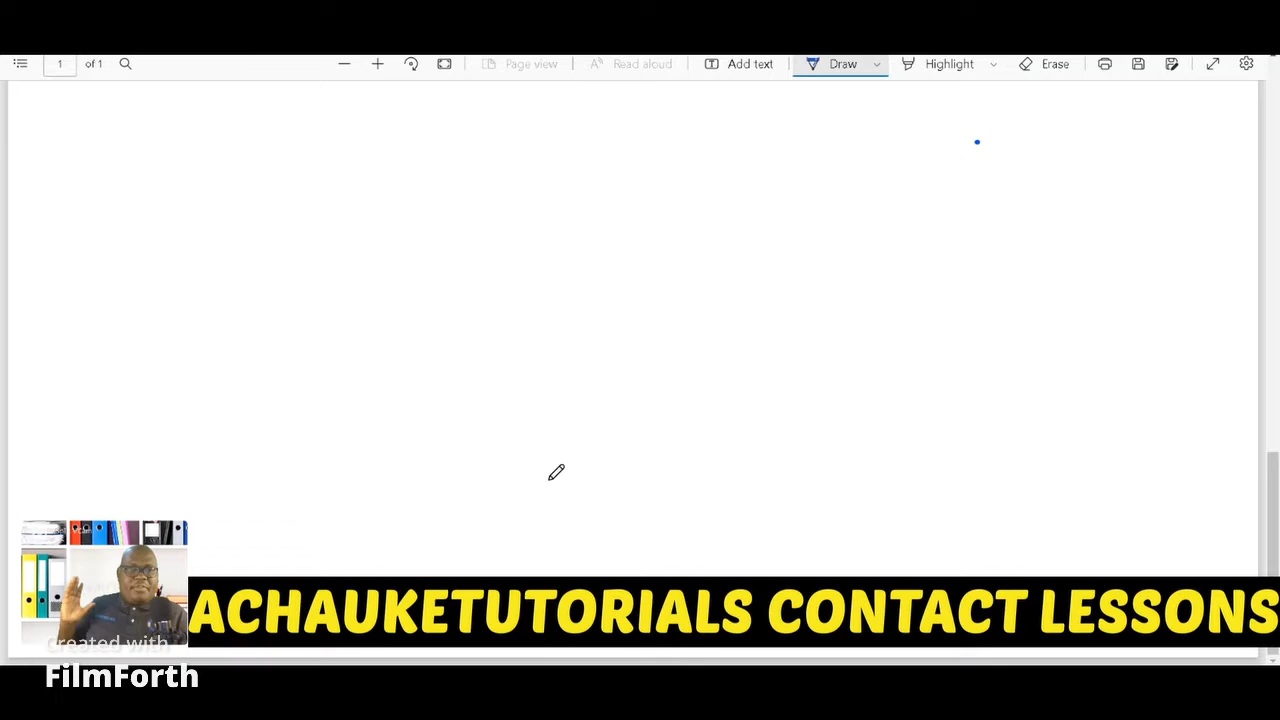 1 of 1 Page view Read aloud Add text Draw Highlight Erase
ACHAUKETUTORIALS CONTACT LESSONS
Created with
FilmForth